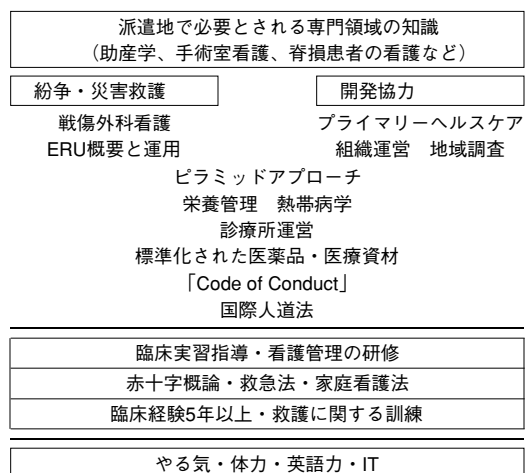 派遣地で必要とされる専門領域の知識
（助産学、手術室看護、脊損患者の看護など）
紛争・災害救護　開発協力
戦傷外科看護　プライマリーヘルスケア
ERU概要と運用　組織運営　地域調査
ピラミッドアプローチ
栄養管理　熱帯病学
診療所運営
標準化された医薬品・医療資材
「Code of Conduct」
国際人道法
臨床実習指導・看護管理の研修
赤十字概論・救急法・家庭看護法
臨床経験5年以上・救護に関する訓練
やる気・体力・英語力・IT